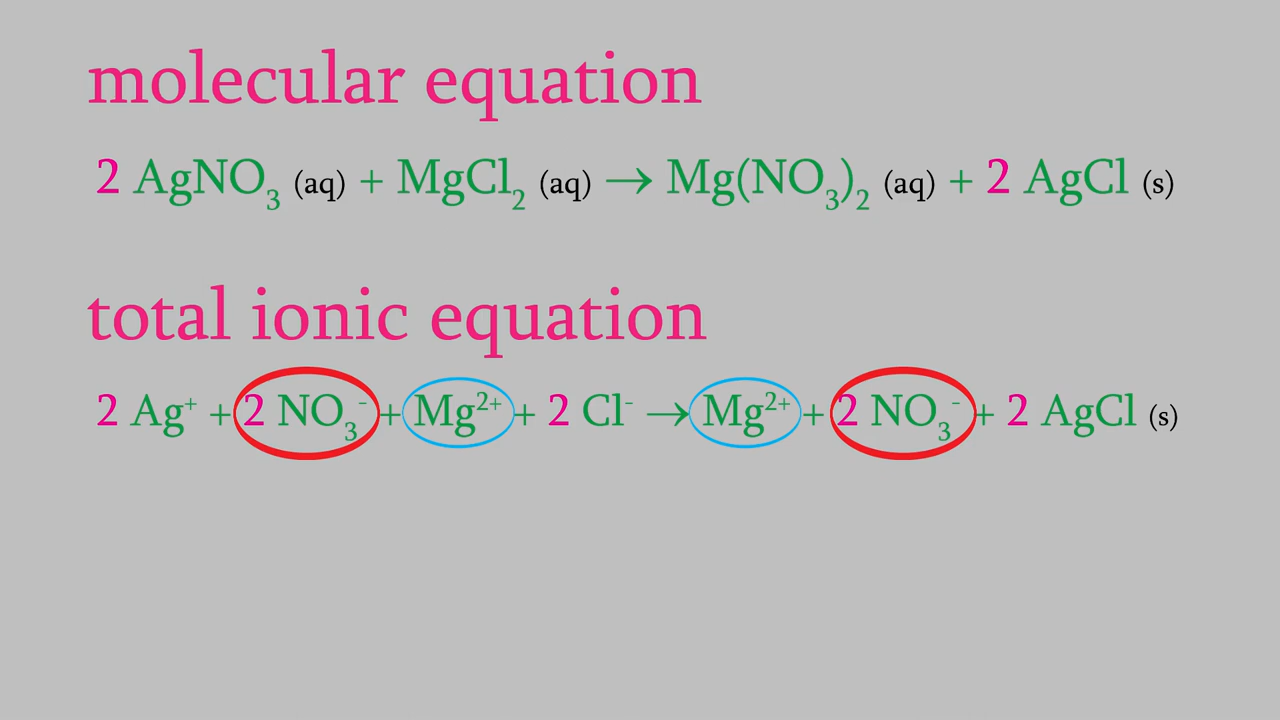 molecular equation
2 AgNO₃ (aq) + MgCl₂ (aq) → Mg(NO₃)₂ (aq) + 2 AgCl (s)
total ionic equation
2 Ag⁺ + 2 NO₃⁻ + Mg²⁺ + 2 Cl⁻ → Mg²⁺ + 2 NO₃⁻ + 2 AgCl (s)